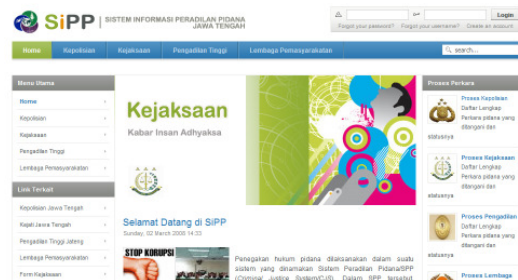 SiPP SISTEM INFORMASI PERADILAN PIDANA
JAWA TENGAH
Login
Forgot your password? Forgot your username? Create an account
Home Kepolisian Kejaksaan Pengadilan Tinggi Lembaga Pemasyarakatan search...
Menu Utama
Home
Kepolisian
Kejaksaan
Pengadilan Tinggi
Lembaga Pemasyarakatan
Link Terkait
Kepolisian Jawa Tengah
Kejati Jawa Tengah
Pengadilan Tinggi Jateng
Lembaga Pemasyarakatan
Form Kejaksaan
Kejaksaan
Kabar Insan Adhyaksa
Selamat Datang di SiPP
Sunday, 02 March 2008 14:33
STOP KORUPSI
Penegakan hukum pidana dilaksanakan dalam suatu
sistem yang dinamakan Sistem Peradilan Pidana/SPP
(Criminal Justice System/CJS). Dalam SPP tersebut,
Proses Perkara
Proses Kepolisian
Daftar Lengkap
Perkara pidana yang
ditangani dan
statusnya
Proses Kejaksaan
Daftar Lengkap
Perkara pidana yang
ditangani dan
statusnya
Proses Pengadilan
Daftar Lengkap
Perkara pidana yang
ditangani dan
statusnya
Proses Lembaga